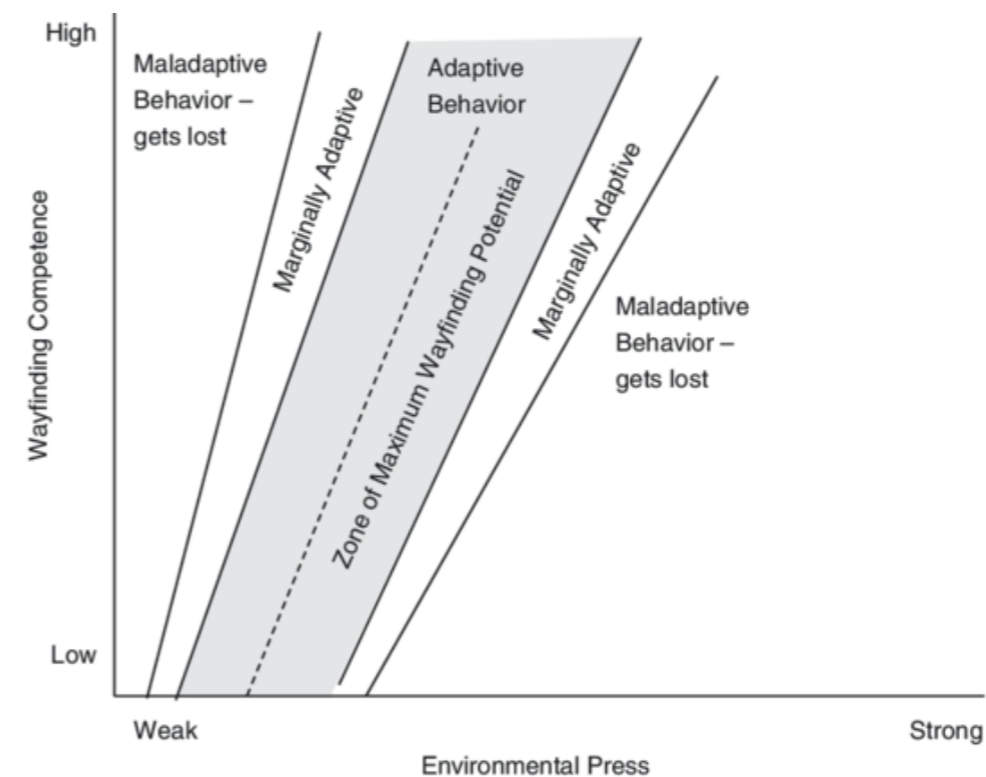 High
Maladaptive
Behavior –
gets lost
Marginally Adaptive
Adaptive
Behavior
Zone of Maximum Wayfinding Potential
Marginally Adaptive
Maladaptive
Behavior –
gets lost
Wayfinding Competence
Low
Weak
Strong
Environmental Press